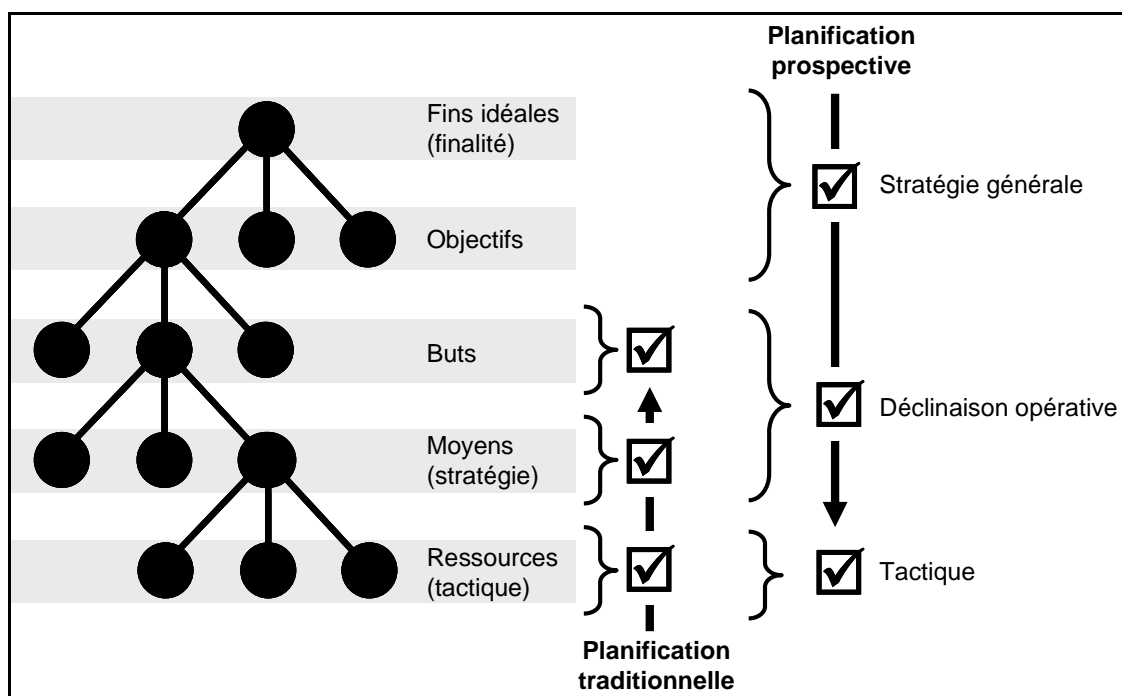 Planification
prospective
Fins idéales
(finalité)
Stratégie générale
Objectifs
Buts
Déclinaison opérative
Moyens
(stratégie)
Ressources
(tactique)
Tactique
Planification
traditionnelle